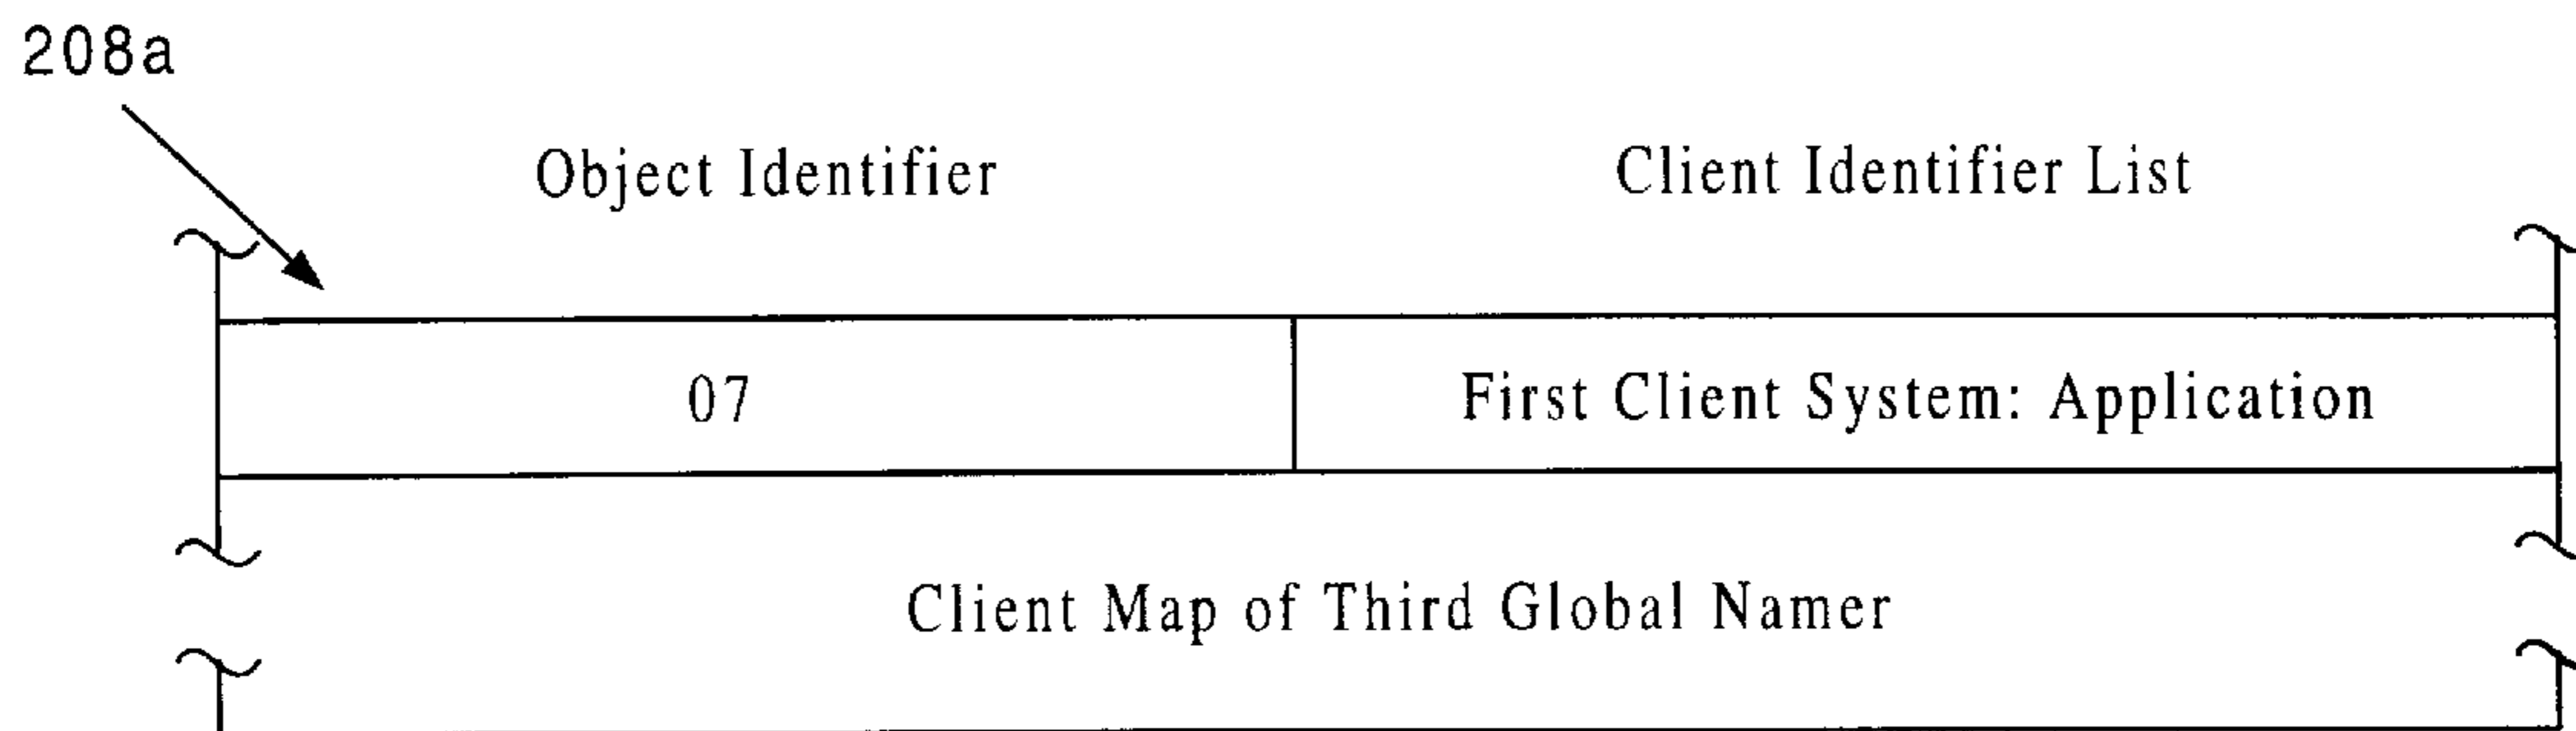 208a
Object Identifier Client Identifier List
07 First Client System: Application
Client Map of Third Global Namer